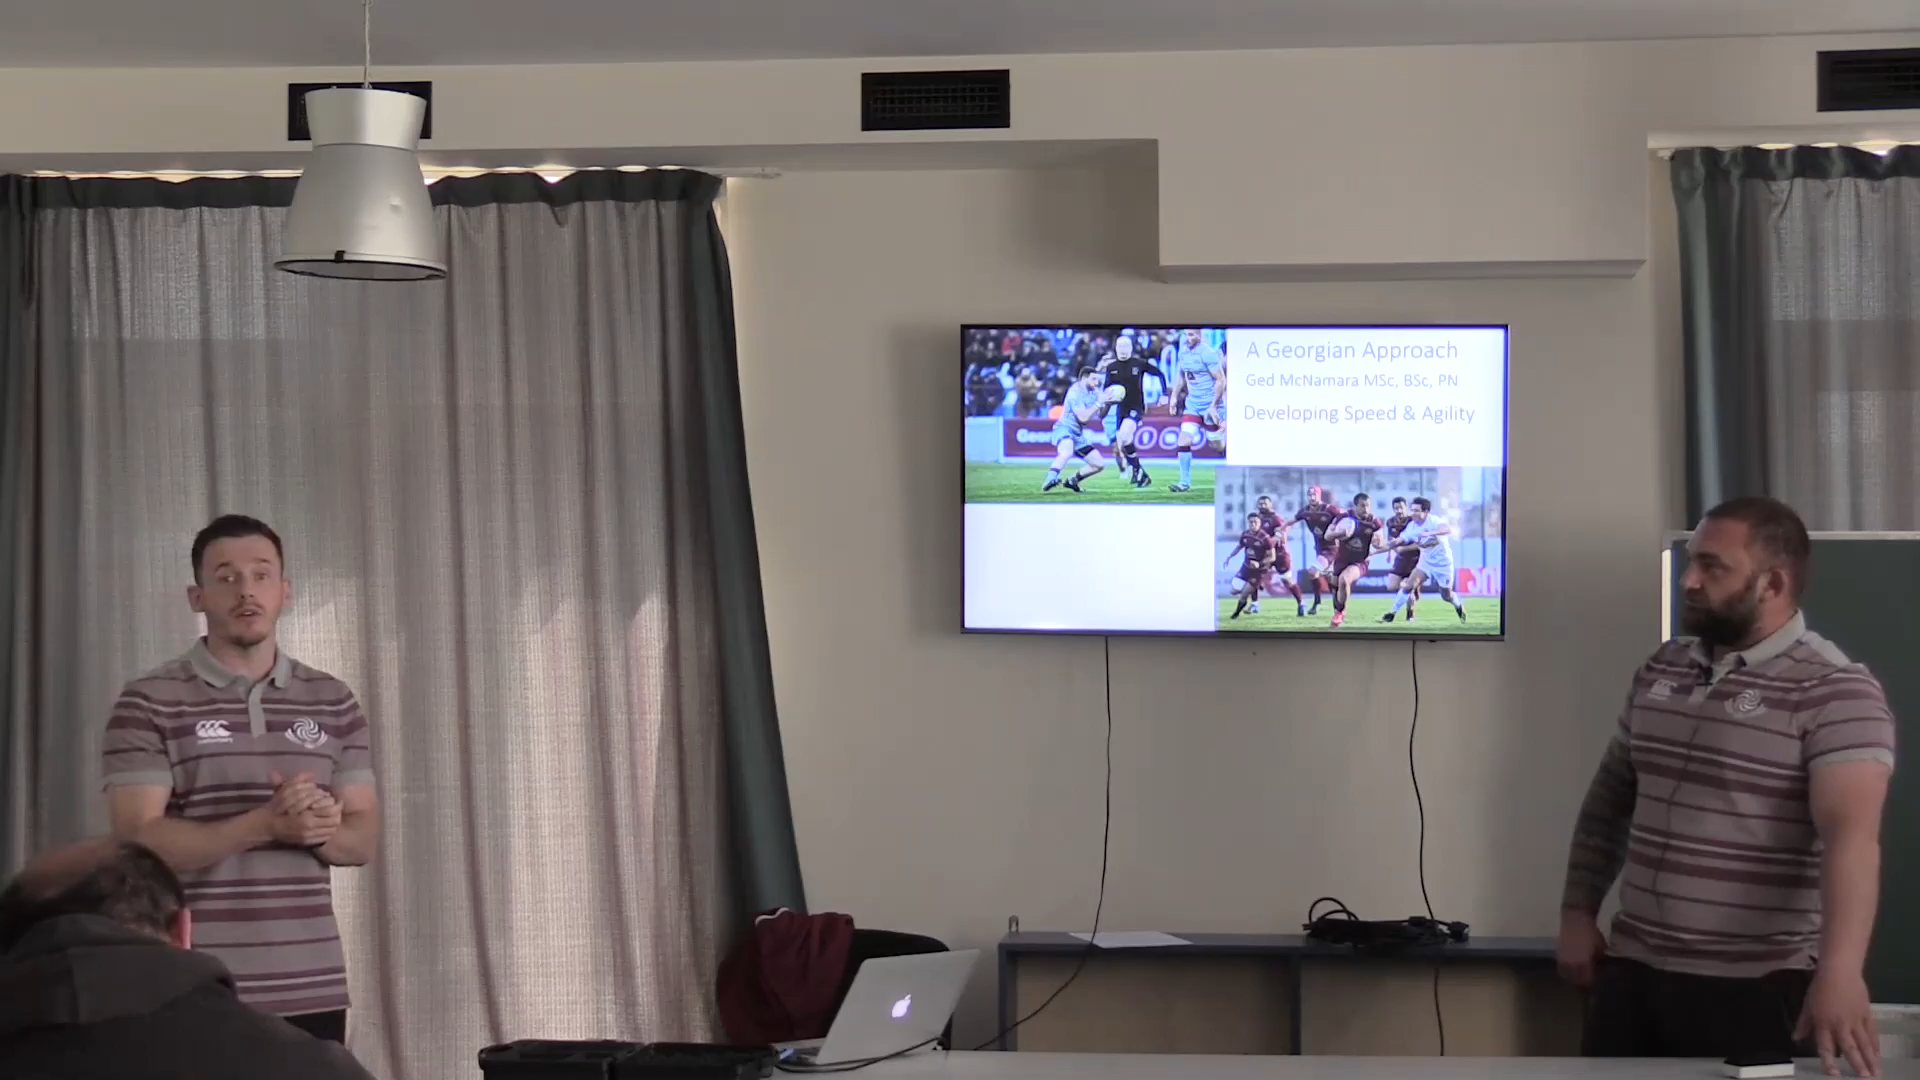 A Georgian Approach
Ged McNamara MSc, BSc, PN
Developing Speed & Agility